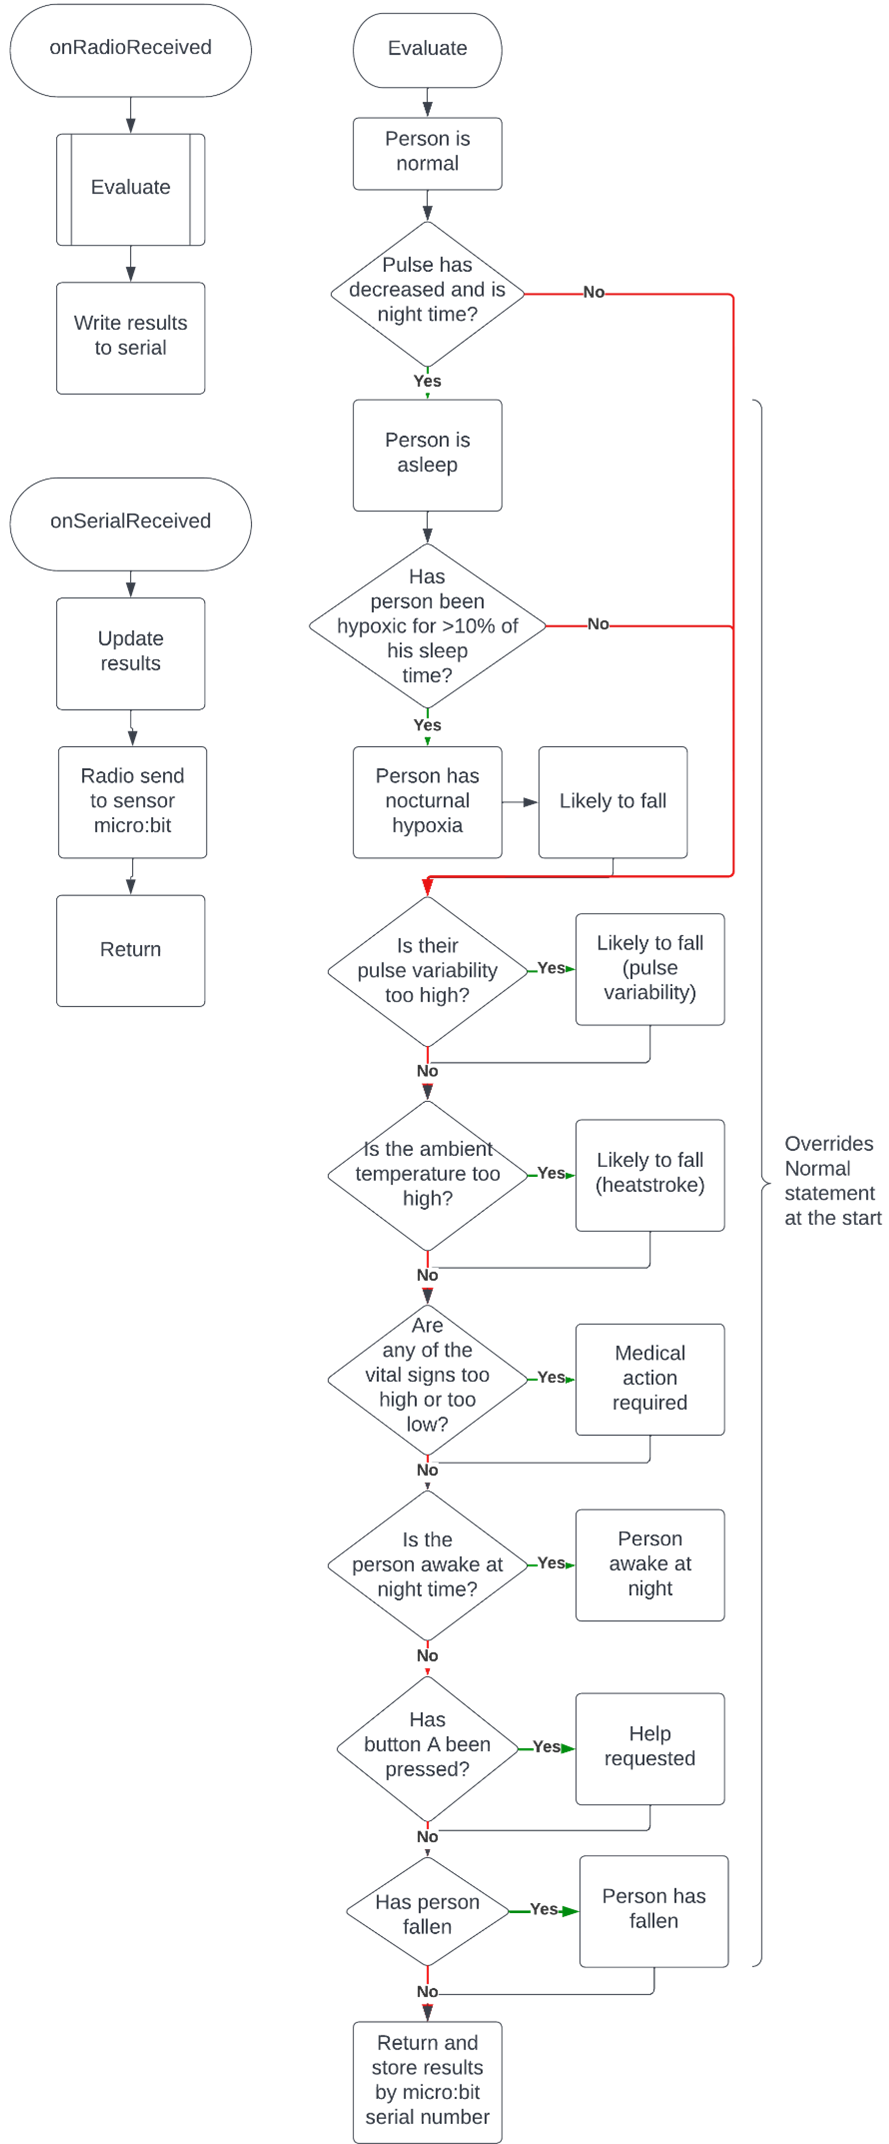 onRadioReceived
Evaluate
Write results
to serial
onSerialReceived
Update
results
Radio send
to sensor
micro:bit
Return
Evaluate
Person is
normal
Pulse has
decreased and is
night time?
No
Yes
Person is
asleep
Has
person been
hypoxic for >10% of
his sleep
time?
No
Yes
Person has
nocturnal
hypoxia
Likely to fall
Is their
pulse variability
too high?
Yes
Likely to fall
(pulse
variability)
No
Is the ambient
temperature too
high?
Yes
Likely to fall
(heatstroke)
No
Are
any of the
vital signs too
high or too
low?
Yes
Medical
action
required
No
Is the
person awake at
night time?
Yes
Person
awake at
night
No
Has
button A been
pressed?
Yes
Help
requested
No
Has person
fallen
Yes
Person has
fallen
No
Return and
store results
by micro:bit
serial number
Overrides
Normal
statement
at the start